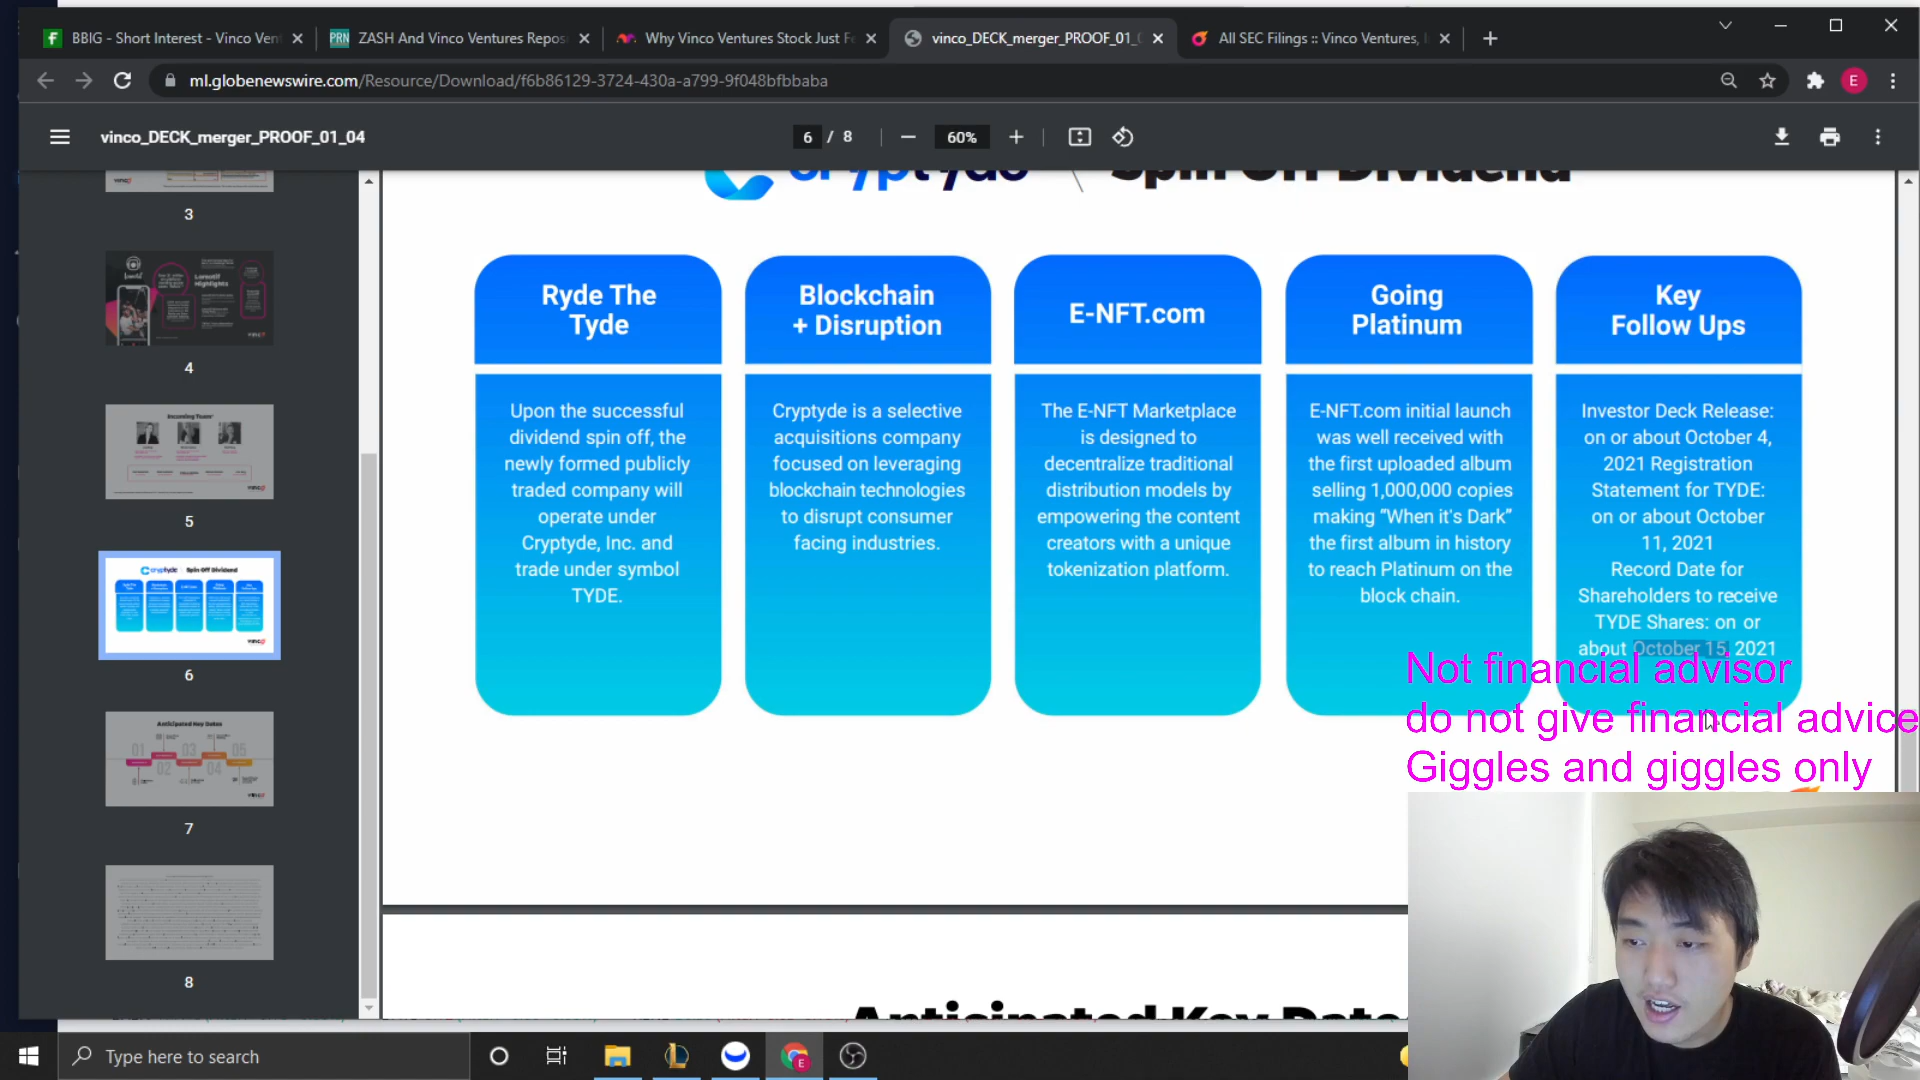 BBIG - Short Interest - Vinco Ven
ZASH And Vinco Ventures Repos
Why Vinco Ventures Stock Just Fe
vinco_DECK_merger_PROOF_01_0
All SEC Filings :: Vinco Ventures, I
ml.globenewswire.com/Resource/Download/f6b86129-3724-430a-a799-9f048bfbbaba
E
vinco_DECK_merger_PROOF_01_04
6 / 8
60%
3
4
5
6
7
8
cryptyde \ Spin Off Dividend
Ryde The
Tyde
Upon the successful
dividend spin off, the
newly formed publicly
traded company will
operate under
Cryptyde, Inc. and
trade under symbol
TYDE.
Blockchain
+ Disruption
Cryptyde is a selective
acquisitions company
focused on leveraging
blockchain technologies
to disrupt consumer
facing industries.
E-NFT.com
The E-NFT Marketplace
is designed to
decentralize traditional
distribution models by
empowering the content
creators with a unique
tokenization platform.
Going
Platinum
E-NFT.com initial launch
was well received with
the first uploaded album
selling 1,000,000 copies
making “When it's Dark”
the first album in history
to reach Platinum on the
block chain.
Key
Follow Ups
Investor Deck Release:
on or about October 4,
2021 Registration
Statement for TYDE:
on or about October
11, 2021
Record Date for
Shareholders to receive
TYDE Shares: on or
about October 15, 2021
Not financial advisor
do not give financial advice
Giggles and giggles only
Anticipated Key Dates
Type here to search